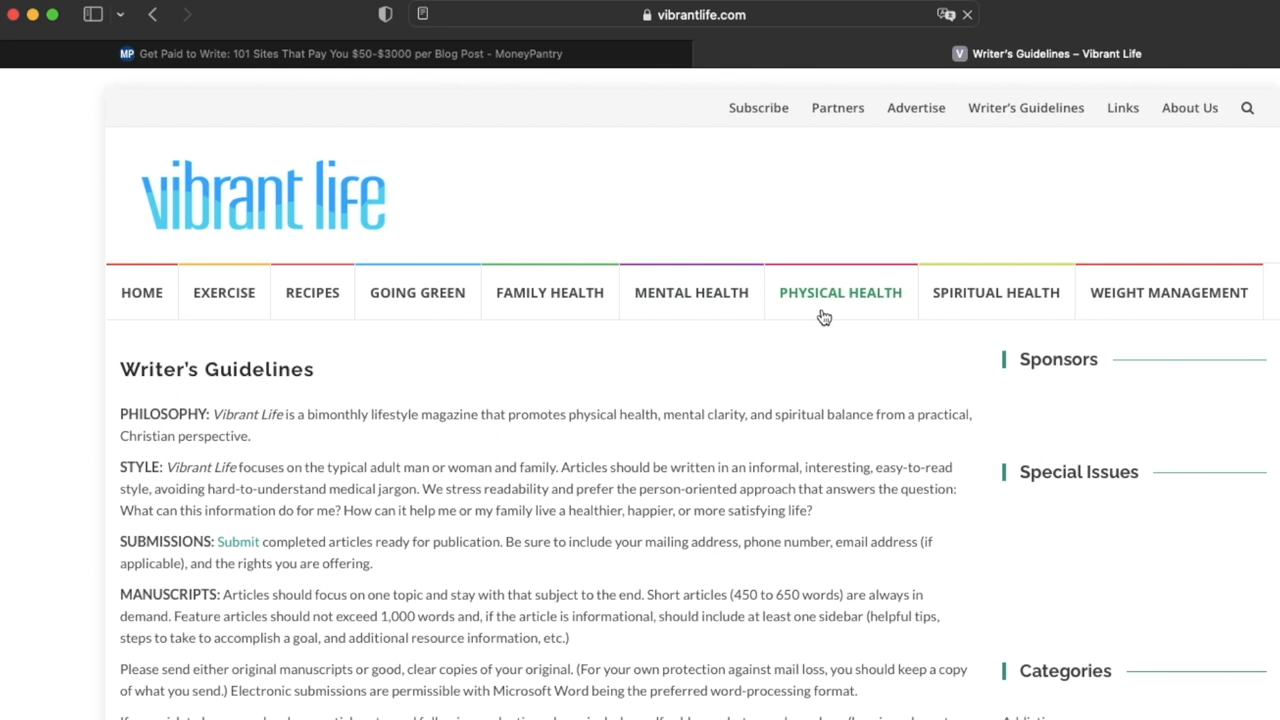 vibrantlife.com
MP Get Paid to Write: 101 Sites That Pay You $50-$3000 per Blog Post - MoneyPantry
V Writer's Guidelines – Vibrant Life
Subscribe Partners Advertise Writer's Guidelines Links About Us
vibrant life
HOME EXERCISE RECIPES GOING GREEN FAMILY HEALTH MENTAL HEALTH PHYSICAL HEALTH SPIRITUAL HEALTH WEIGHT MANAGEMENT
Writer's Guidelines
PHILOSOPHY: Vibrant Life is a bimonthly lifestyle magazine that promotes physical health, mental clarity, and spiritual balance from a practical,
Christian perspective.
STYLE: Vibrant Life focuses on the typical adult man or woman and family. Articles should be written in an informal, interesting, easy-to-read
style, avoiding hard-to-understand medical jargon. We stress readability and prefer the person-oriented approach that answers the question:
What can this information do for me? How can it help me or my family live a healthier, happier, or more satisfying life?
SUBMISSIONS: Submit completed articles ready for publication. Be sure to include your mailing address, phone number, email address (if
applicable), and the rights you are offering.
MANUSCRIPTS: Articles should focus on one topic and stay with that subject to the end. Short articles (450 to 650 words) are always in
demand. Feature articles should not exceed 1,000 words and, if the article is informational, should include at least one sidebar (helpful tips,
steps to take to accomplish a goal, and additional resource information, etc.)
Please send either original manuscripts or good, clear copies of your original. (For your own protection against mail loss, you should keep a copy
of what you send.) Electronic submissions are permissible with Microsoft Word being the preferred word-processing format.
Sponsors
Special Issues
Categories